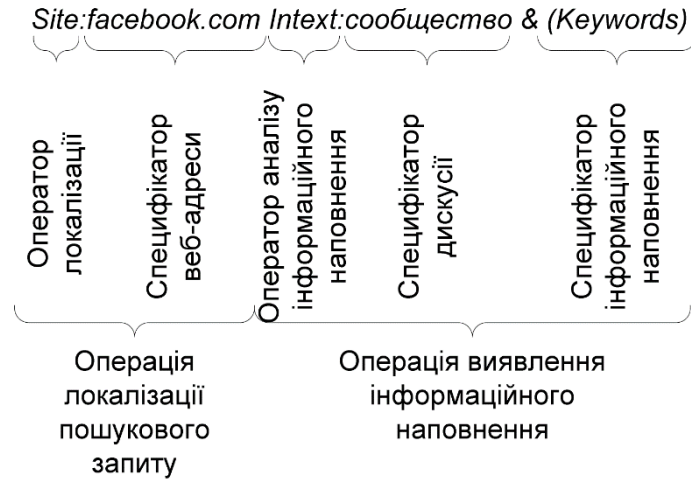 Site:facebook.com Intext:сообщество & (Keywords)
Оператор
локалізації
Специфікатор
веб-адреси
Оператор аналізу
інформаційного
наповнення
Специфікатор
дискусії
Специфікатор
інформаційного
наповнення
Операція
локалізації
пошукового
запиту
Операція виявлення
інформаційного
наповнення